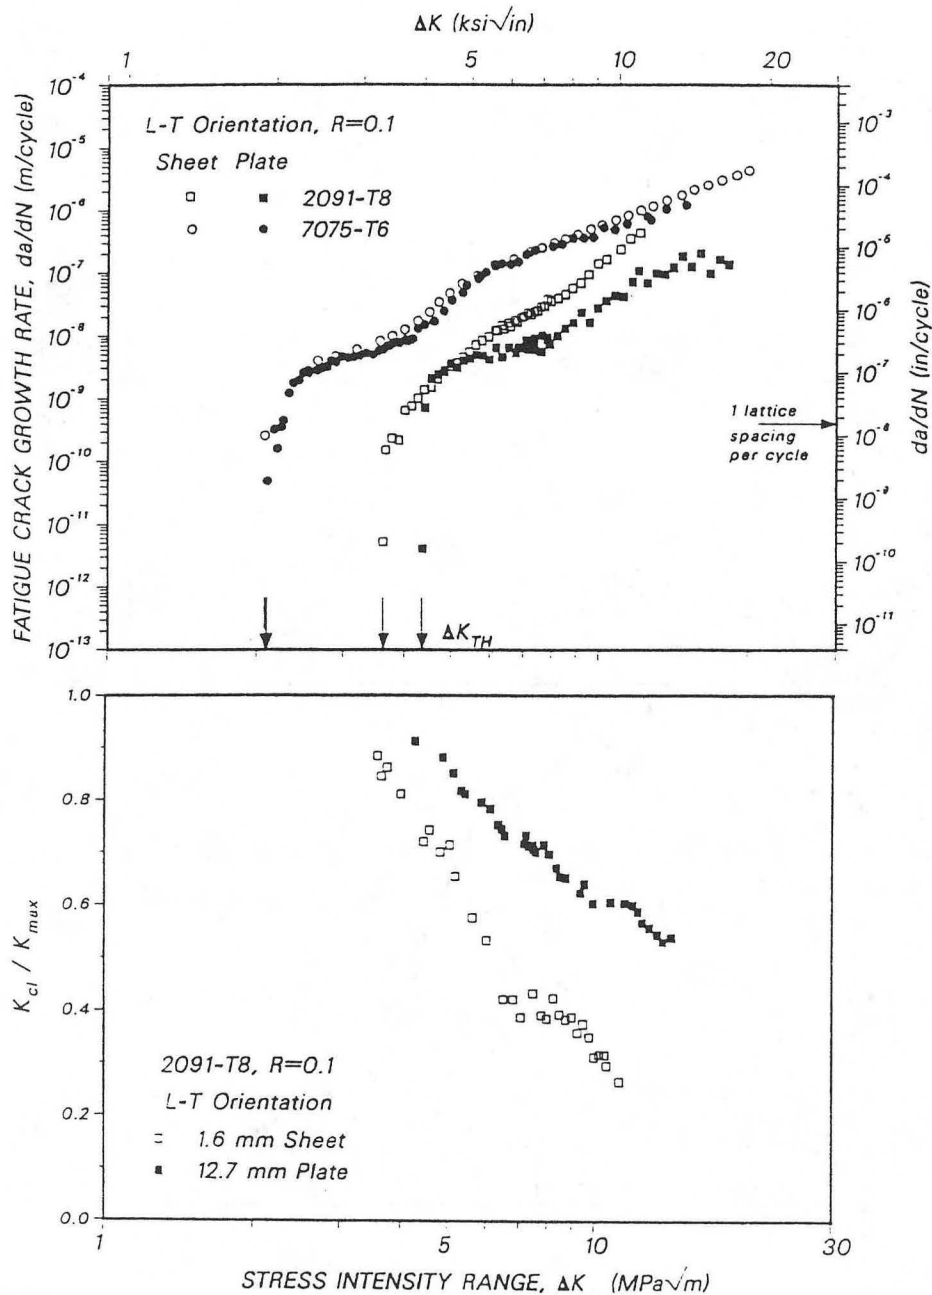 ΔK (ksi√in)
1 5 10 20
10⁻⁴
10⁻⁵
10⁻⁶
10⁻⁷
10⁻⁸
10⁻⁹
10⁻¹⁰
10⁻¹¹
10⁻¹²
10⁻¹³
FATIGUE CRACK GROWTH RATE, da/dN (m/cycle)
L-T Orientation, R=0.1
Sheet Plate
□ ■ 2091-T8
○ ● 7075-T6
1 lattice
spacing
per cycle
ΔK_TH
10⁻³
10⁻⁴
10⁻⁵
10⁻⁶
10⁻⁷
10⁻⁸
10⁻⁹
10⁻¹⁰
10⁻¹¹
da/dN (in/cycle)
1.0
0.8
0.6
0.4
0.2
0.0
K_cl / K_mux
2091-T8, R=0.1
L-T Orientation
□ 1.6 mm Sheet
■ 12.7 mm Plate
1 5 10 30
STRESS INTENSITY RANGE, ΔK (MPa√m)